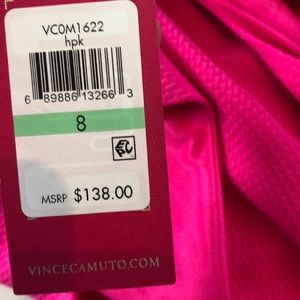 VC0M1622
hpk
6 89886 13266 3
8
MSRP $138.00
VINCECAMUTO.COM